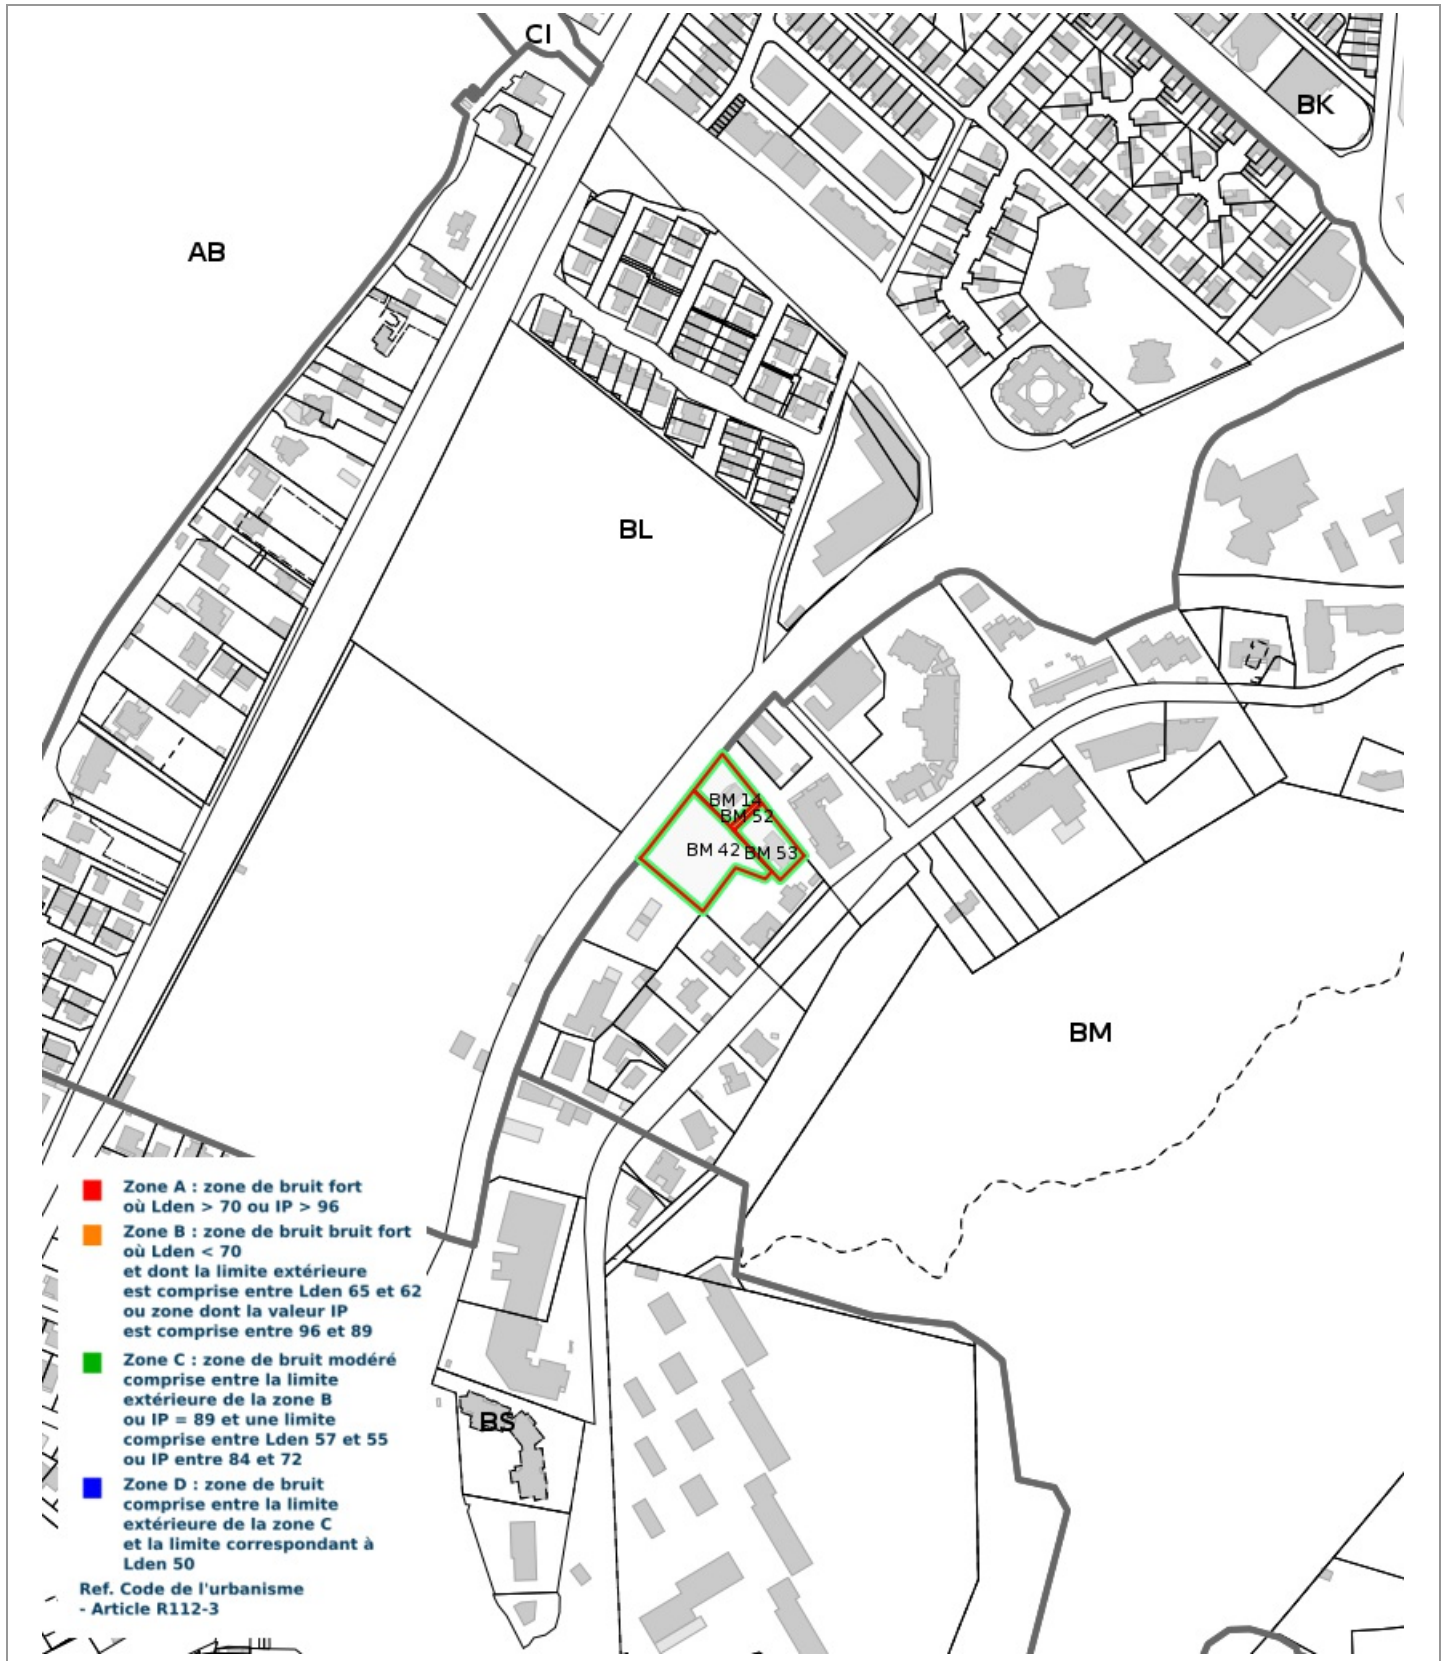 CI
BK
AB
BL
BM 14
BM 52
BM 42
BM 53
BM
Zone A : zone de bruit fort
où Lden > 70 ou IP > 96
Zone B : zone de bruit bruit fort
où Lden < 70
et dont la limite extérieure
est comprise entre Lden 65 et 62
ou zone dont la valeur IP
est comprise entre 96 et 89
Zone C : zone de bruit modéré
comprise entre la limite
extérieure de la zone B
ou IP = 89 et une limite
comprise entre Lden 57 et 55
ou IP entre 84 et 72
BS
Zone D : zone de bruit
comprise entre la limite
extérieure de la zone C
et la limite correspondant à
Lden 50
Ref. Code de l'urbanisme
- Article R112-3